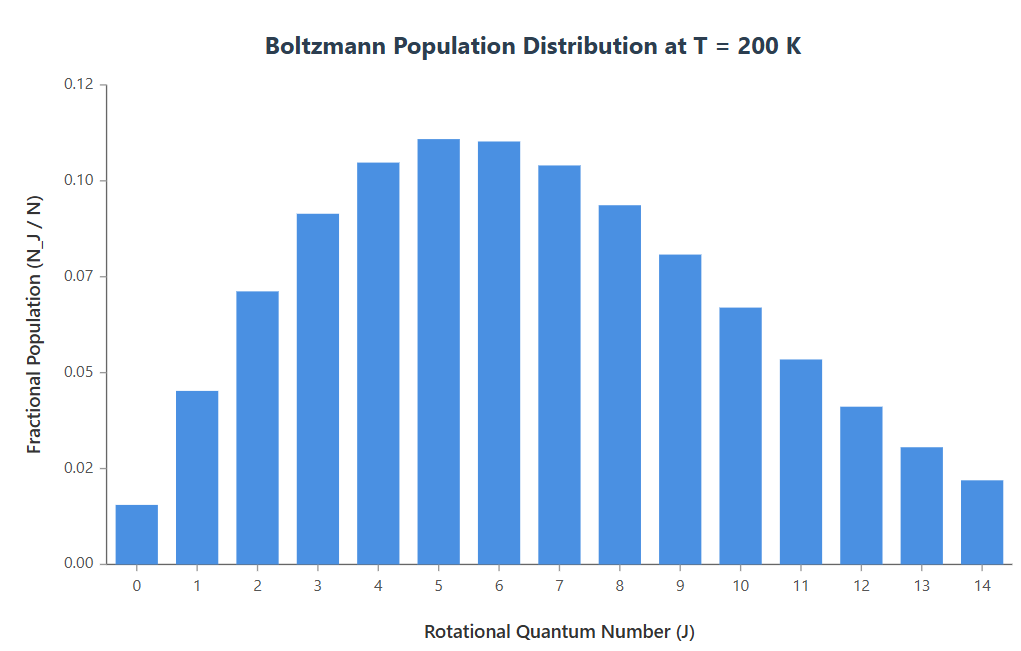 Boltzmann Population Distribution at T = 200 K
0.12
0.10
0.07
0.05
0.02
0.00
Fractional Population (N_J / N)
0 1 2 3 4 5 6 7 8 9 10 11 12 13 14
Rotational Quantum Number (J)